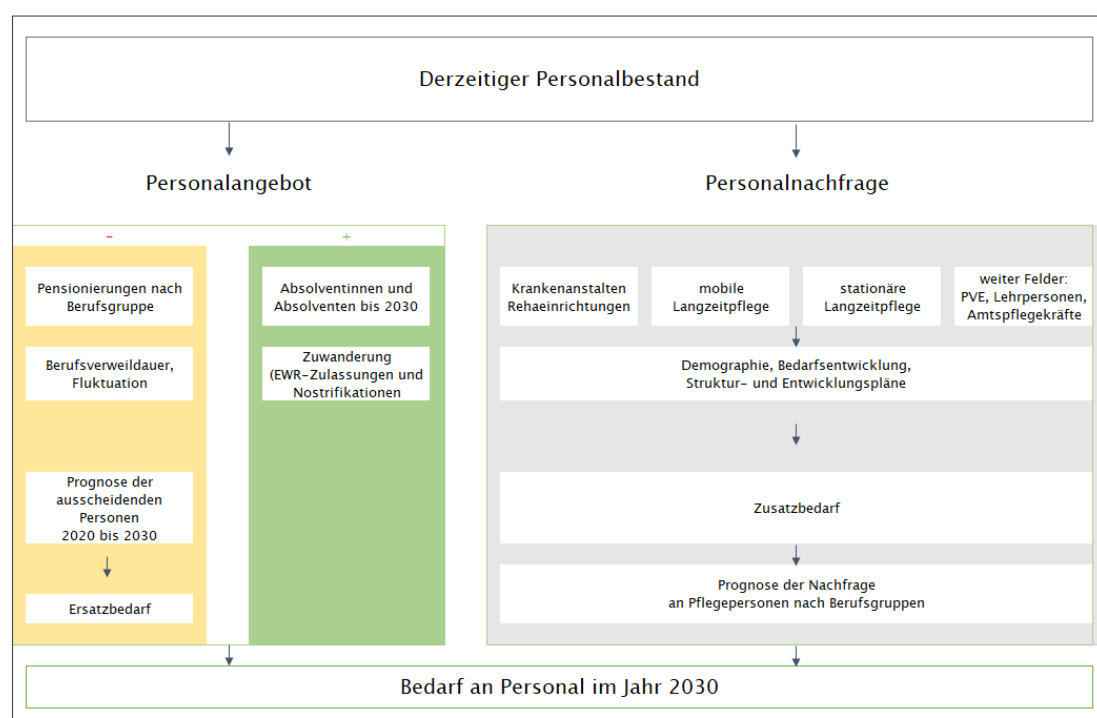 Derzeitiger Personalbestand
Personalangebot
Personalnachfrage
-
+
Pensionierungen nach
Berufsgruppe
Berufsverweildauer,
Fluktuation
Prognose der
ausscheidenden
Personen
2020 bis 2030
Ersatzbedarf
Absolventinnen und
Absolventen bis 2030
Zuwanderung
(EWR-Zulassungen und
Nostrifikationen
Krankenanstalten
Rehaeinrichtungen
mobile
Langzeitpflege
stationäre
Langzeitpflege
weiter Felder:
PVE, Lehrpersonen,
Amtspflegekräfte
Demographie, Bedarfsentwicklung,
Struktur- und Entwicklungspläne
Zusatzbedarf
Prognose der Nachfrage
an Pflegepersonen nach Berufsgruppen
Bedarf an Personal im Jahr 2030